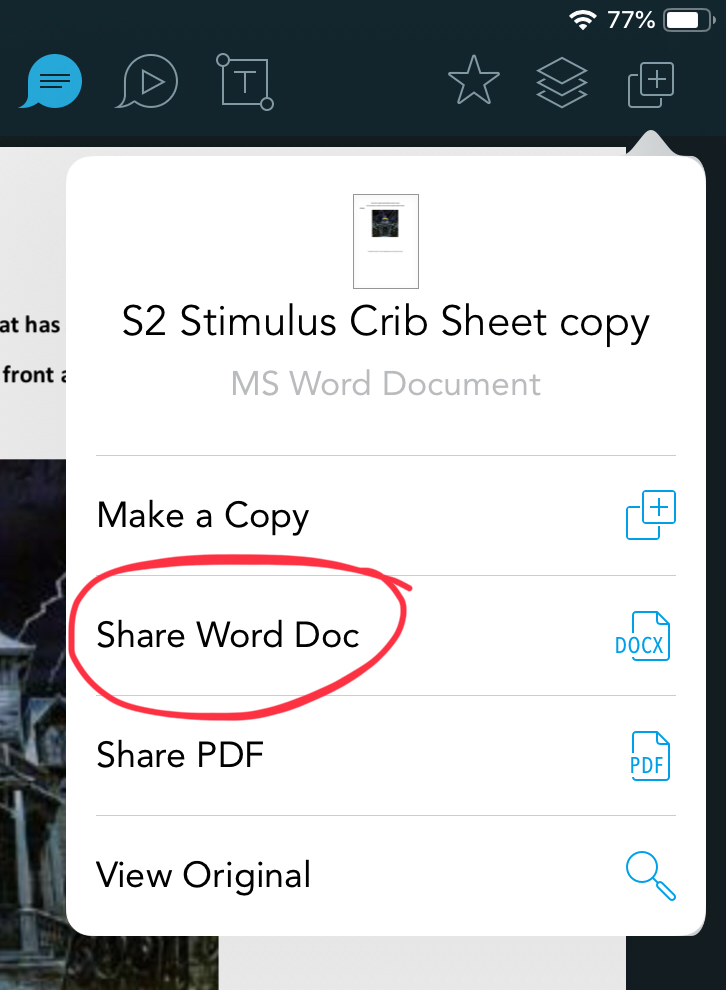 77%
T
at has
front a
S2 Stimulus Crib Sheet copy
MS Word Document
Make a Copy
Share Word Doc
DOCX
Share PDF
PDF
View Original